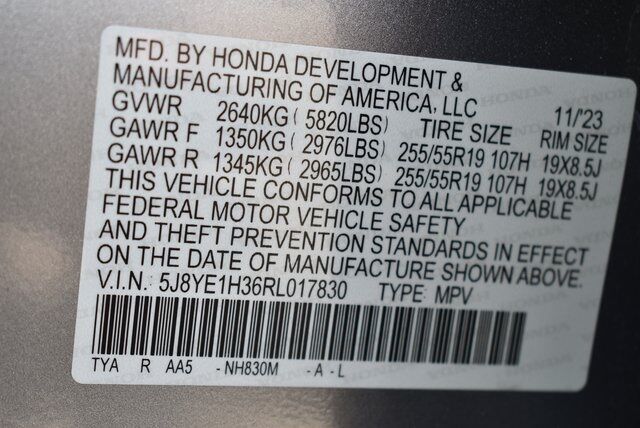 MFD. BY HONDA DEVELOPMENT &
MANUFACTURING OF AMERICA, LLC 11/'23
GVWR 2640KG ( 5820LBS) TIRE SIZE RIM SIZE
GAWR F 1350KG ( 2976LBS) 255/55R19 107H 19X8.5J
GAWR R 1345KG ( 2965LBS) 255/55R19 107H 19X8.5J
THIS VEHICLE CONFORMS TO ALL APPLICABLE
FEDERAL MOTOR VEHICLE SAFETY
AND THEFT PREVENTION STANDARDS IN EFFECT
ON THE DATE OF MANUFACTURE SHOWN ABOVE.
V.I.N.: 5J8YE1H36RL017830 TYPE: MPV
TYA R AA5 - NH830M - A - L